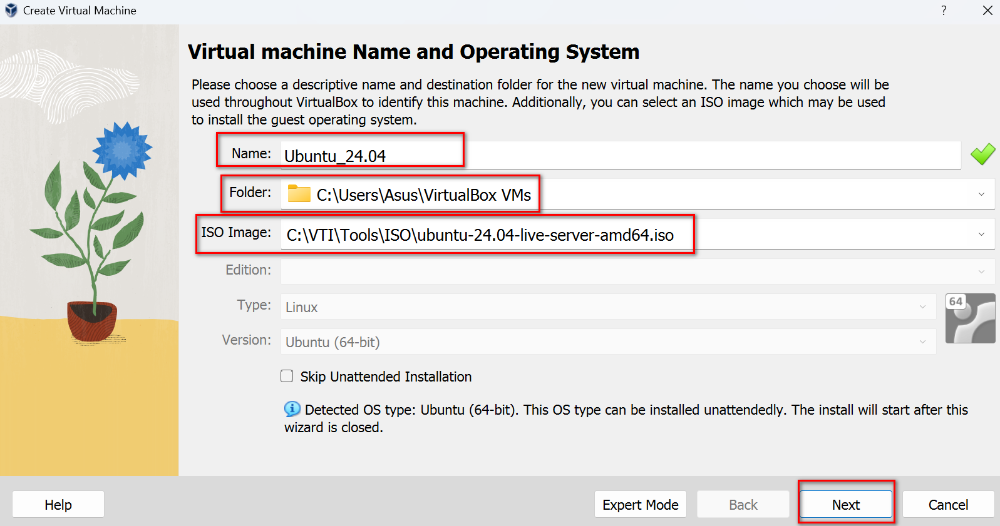 Create Virtual Machine
?
Virtual machine Name and Operating System
Please choose a descriptive name and destination folder for the new virtual machine. The name you choose will be
used throughout VirtualBox to identify this machine. Additionally, you can select an ISO image which may be used
to install the guest operating system.
Name: Ubuntu_24.04
Folder: C:\Users\Asus\VirtualBox VMs
ISO Image: C:\VTI\Tools\ISO\ubuntu-24.04-live-server-amd64.iso
Edition:
Type: Linux
64
Version: Ubuntu (64-bit)
Skip Unattended Installation
Detected OS type: Ubuntu (64-bit). This OS type can be installed unattendedly. The install will start after this
wizard is closed.
Help Expert Mode Back Next Cancel